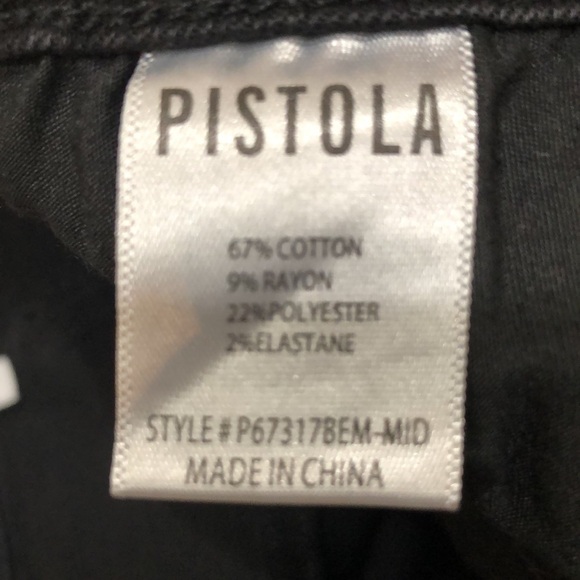 PISTOLA
67% COTTON
9% RAYON
22%POLYESTER
2%ELASTANE
STYLE # P67317BEM-MID
MADE IN CHINA